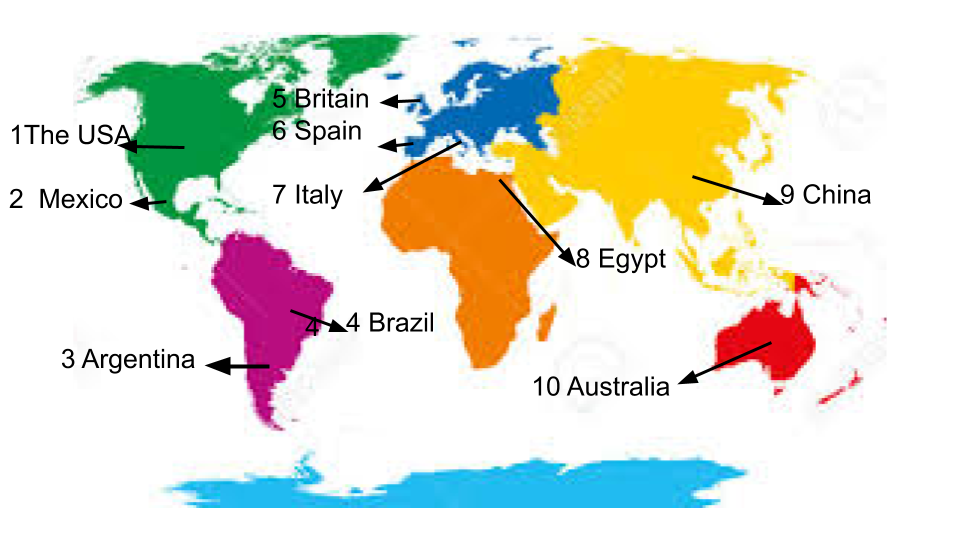 5 Britain
1The USA
6 Spain
2 Mexico
7 Italy
9 China
8 Egypt
4
4 Brazil
3 Argentina
10 Australia